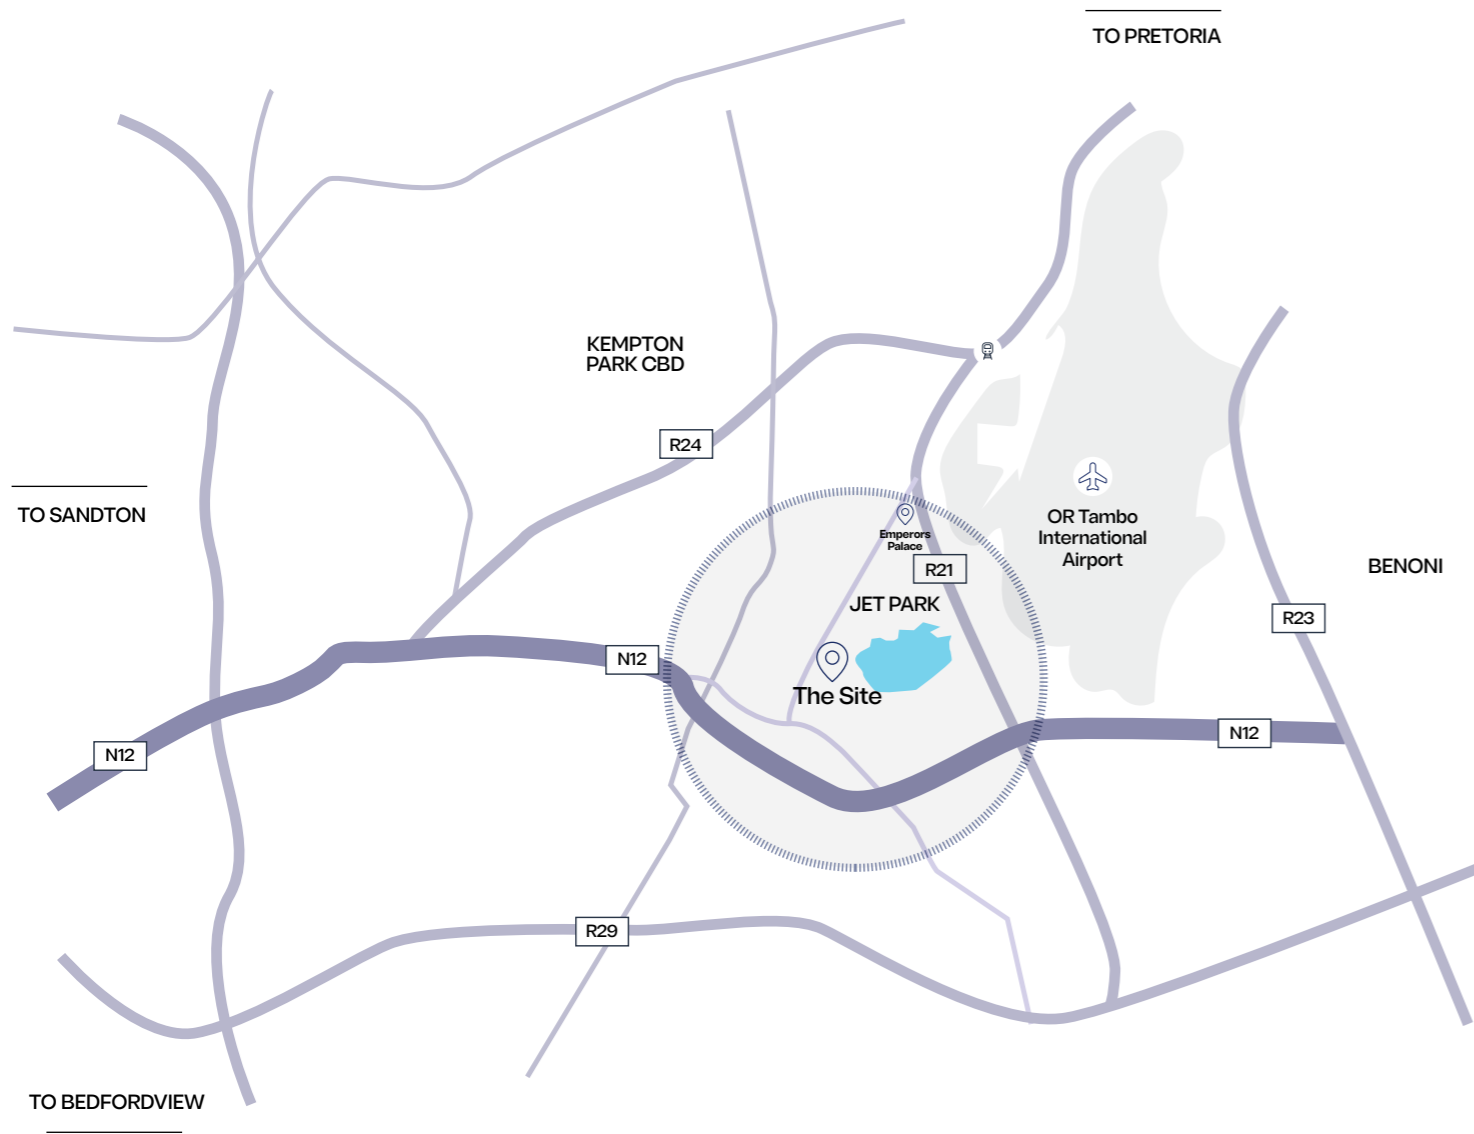 TO PRETORIA
KEMPTON
PARK CBD
R24
TO SANDTON
OR Tambo
International
Airport
Emperors
Palace
R21
BENONI
JET PARK
R23
N12
The Site
N12
N12
R29
TO BEDFORDVIEW